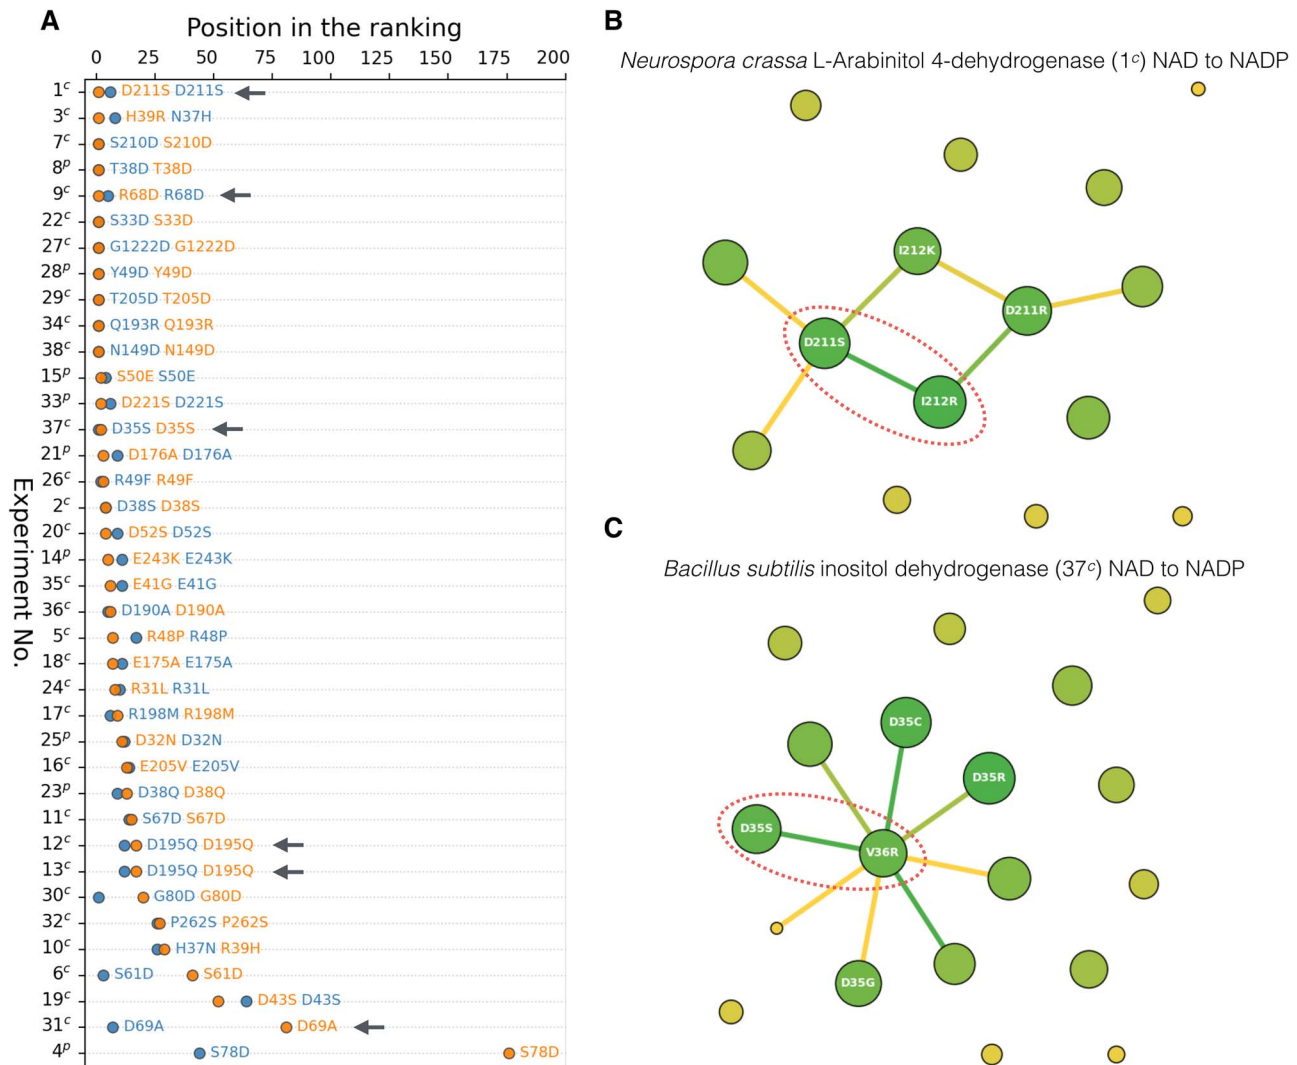 A
Position in the ranking
0 25 50 75 100 125 150 175 200
Experiment No.
1c D211S D211S
3c H39R N37H
7c S210D S210D
8p T38D T38D
9c R68D R68D
22c S33D S33D
27c G1222D G1222D
28p Y49D Y49D
29c T205D T205D
34c Q193R Q193R
38c N149D N149D
15p S50E S50E
33p D221S D221S
37c D35S D35S
21p D176A D176A
26c R49F R49F
2c D38S D38S
20c D52S D52S
14p E243K E243K
35c E41G E41G
36c D190A D190A
5c R48P R48P
18c E175A E175A
24c R31L R31L
17c R198M R198M
25p D32N D32N
16c E205V E205V
23p D38Q D38Q
11c S67D S67D
12c D195Q D195Q
13c D195Q D195Q
30c G80D G80D
32c P262S P262S
10c H37N R39H
6c S61D S61D
19c D43S D43S
31c D69A D69A
4p S78D S78D
B
Neurospora crassa L-Arabinitol 4-dehydrogenase (1c) NAD to NADP
I212K
D211R
D211S
I212R
C
Bacillus subtilis inositol dehydrogenase (37c) NAD to NADP
D35C
D35R
D35S
V36R
D35G